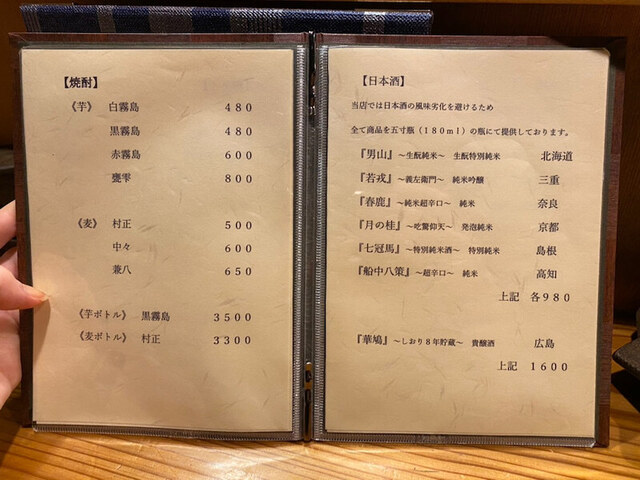 【焼酎】
《芋》 白霧島 480
黒霧島 480
赤霧島 600
甕雫 800
《麦》 村正 500
中々 600
兼八 650
《芋ボトル》 黒霧島 3500
《麦ボトル》 村正 3300
【日本酒】
当店では日本酒の風味劣化を避けるため
全て商品を五寸瓶(180ml)の瓶にて提供しております。
『男山』 ~生酛純米~ 生酛特別純米 北海道
『若戎』 ~義左衛門~ 純米吟醸 三重
『春鹿』 ~純米超辛口~ 純米 奈良
『月の桂』 ~吃驚仰天~ 発泡純米 京都
『七冠馬』 ~特別純米酒~ 特別純米 島根
『船中八策』 ~超辛口~ 純米 高知
上記 各980
『華鳩』 ~しおり8年貯蔵~ 貴醸酒 広島
上記 1600